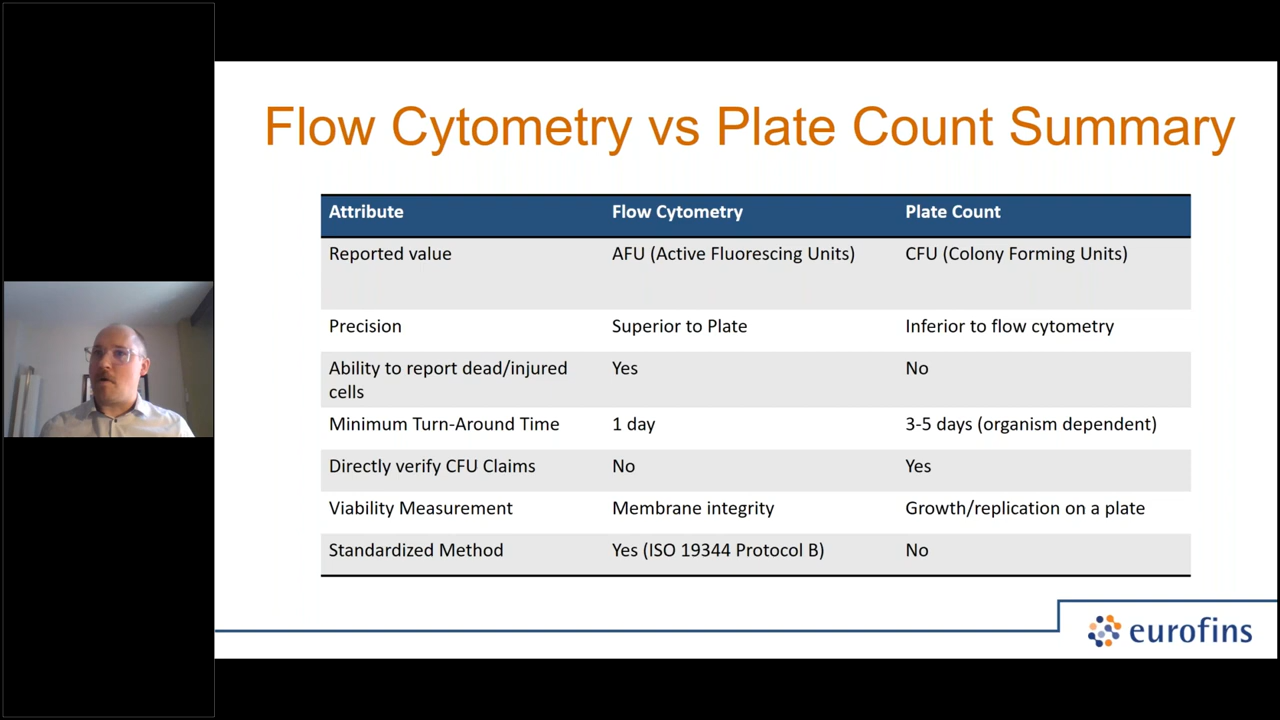 Flow Cytometry vs Plate Count Summary
Attribute Flow Cytometry Plate Count
Reported value AFU (Active Fluorescing Units) CFU (Colony Forming Units)
Precision Superior to Plate Inferior to flow cytometry
Ability to report dead/injured Yes No
cells
Minimum Turn-Around Time 1 day 3-5 days (organism dependent)
Directly verify CFU Claims No Yes
Viability Measurement Membrane integrity Growth/replication on a plate
Standardized Method Yes (ISO 19344 Protocol B) No
eurofins